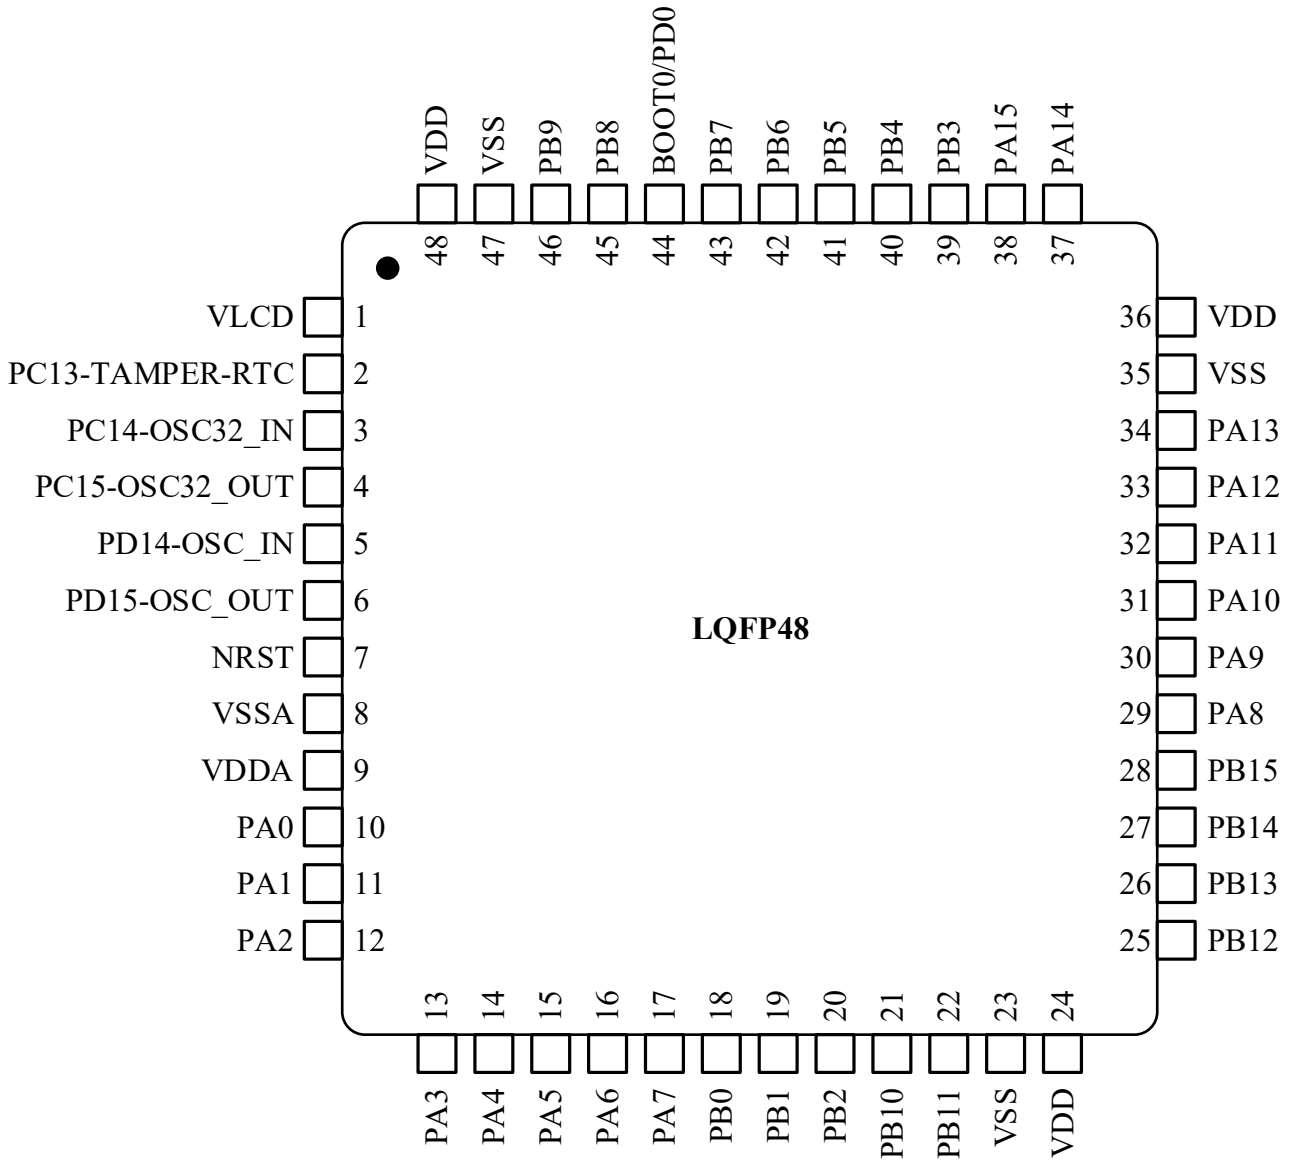 VDD VSS PB9 PB8 BOOT0/PD0 PB7 PB6 PB5 PB4 PB3 PA15 PA14
48 47 46 45 44 43 42 41 40 39 38 37
VLCD 1 36 VDD
PC13-TAMPER-RTC 2 35 VSS
PC14-OSC32_IN 3 34 PA13
PC15-OSC32_OUT 4 33 PA12
PD14-OSC_IN 5 32 PA11
PD15-OSC_OUT 6 31 PA10
LQFP48
NRST 7 30 PA9
VSSA 8 29 PA8
VDDA 9 28 PB15
PA0 10 27 PB14
PA1 11 26 PB13
PA2 12 25 PB12
13 14 15 16 17 18 19 20 21 22 23 24
PA3 PA4 PA5 PA6 PA7 PB0 PB1 PB2 PB10 PB11 VSS VDD